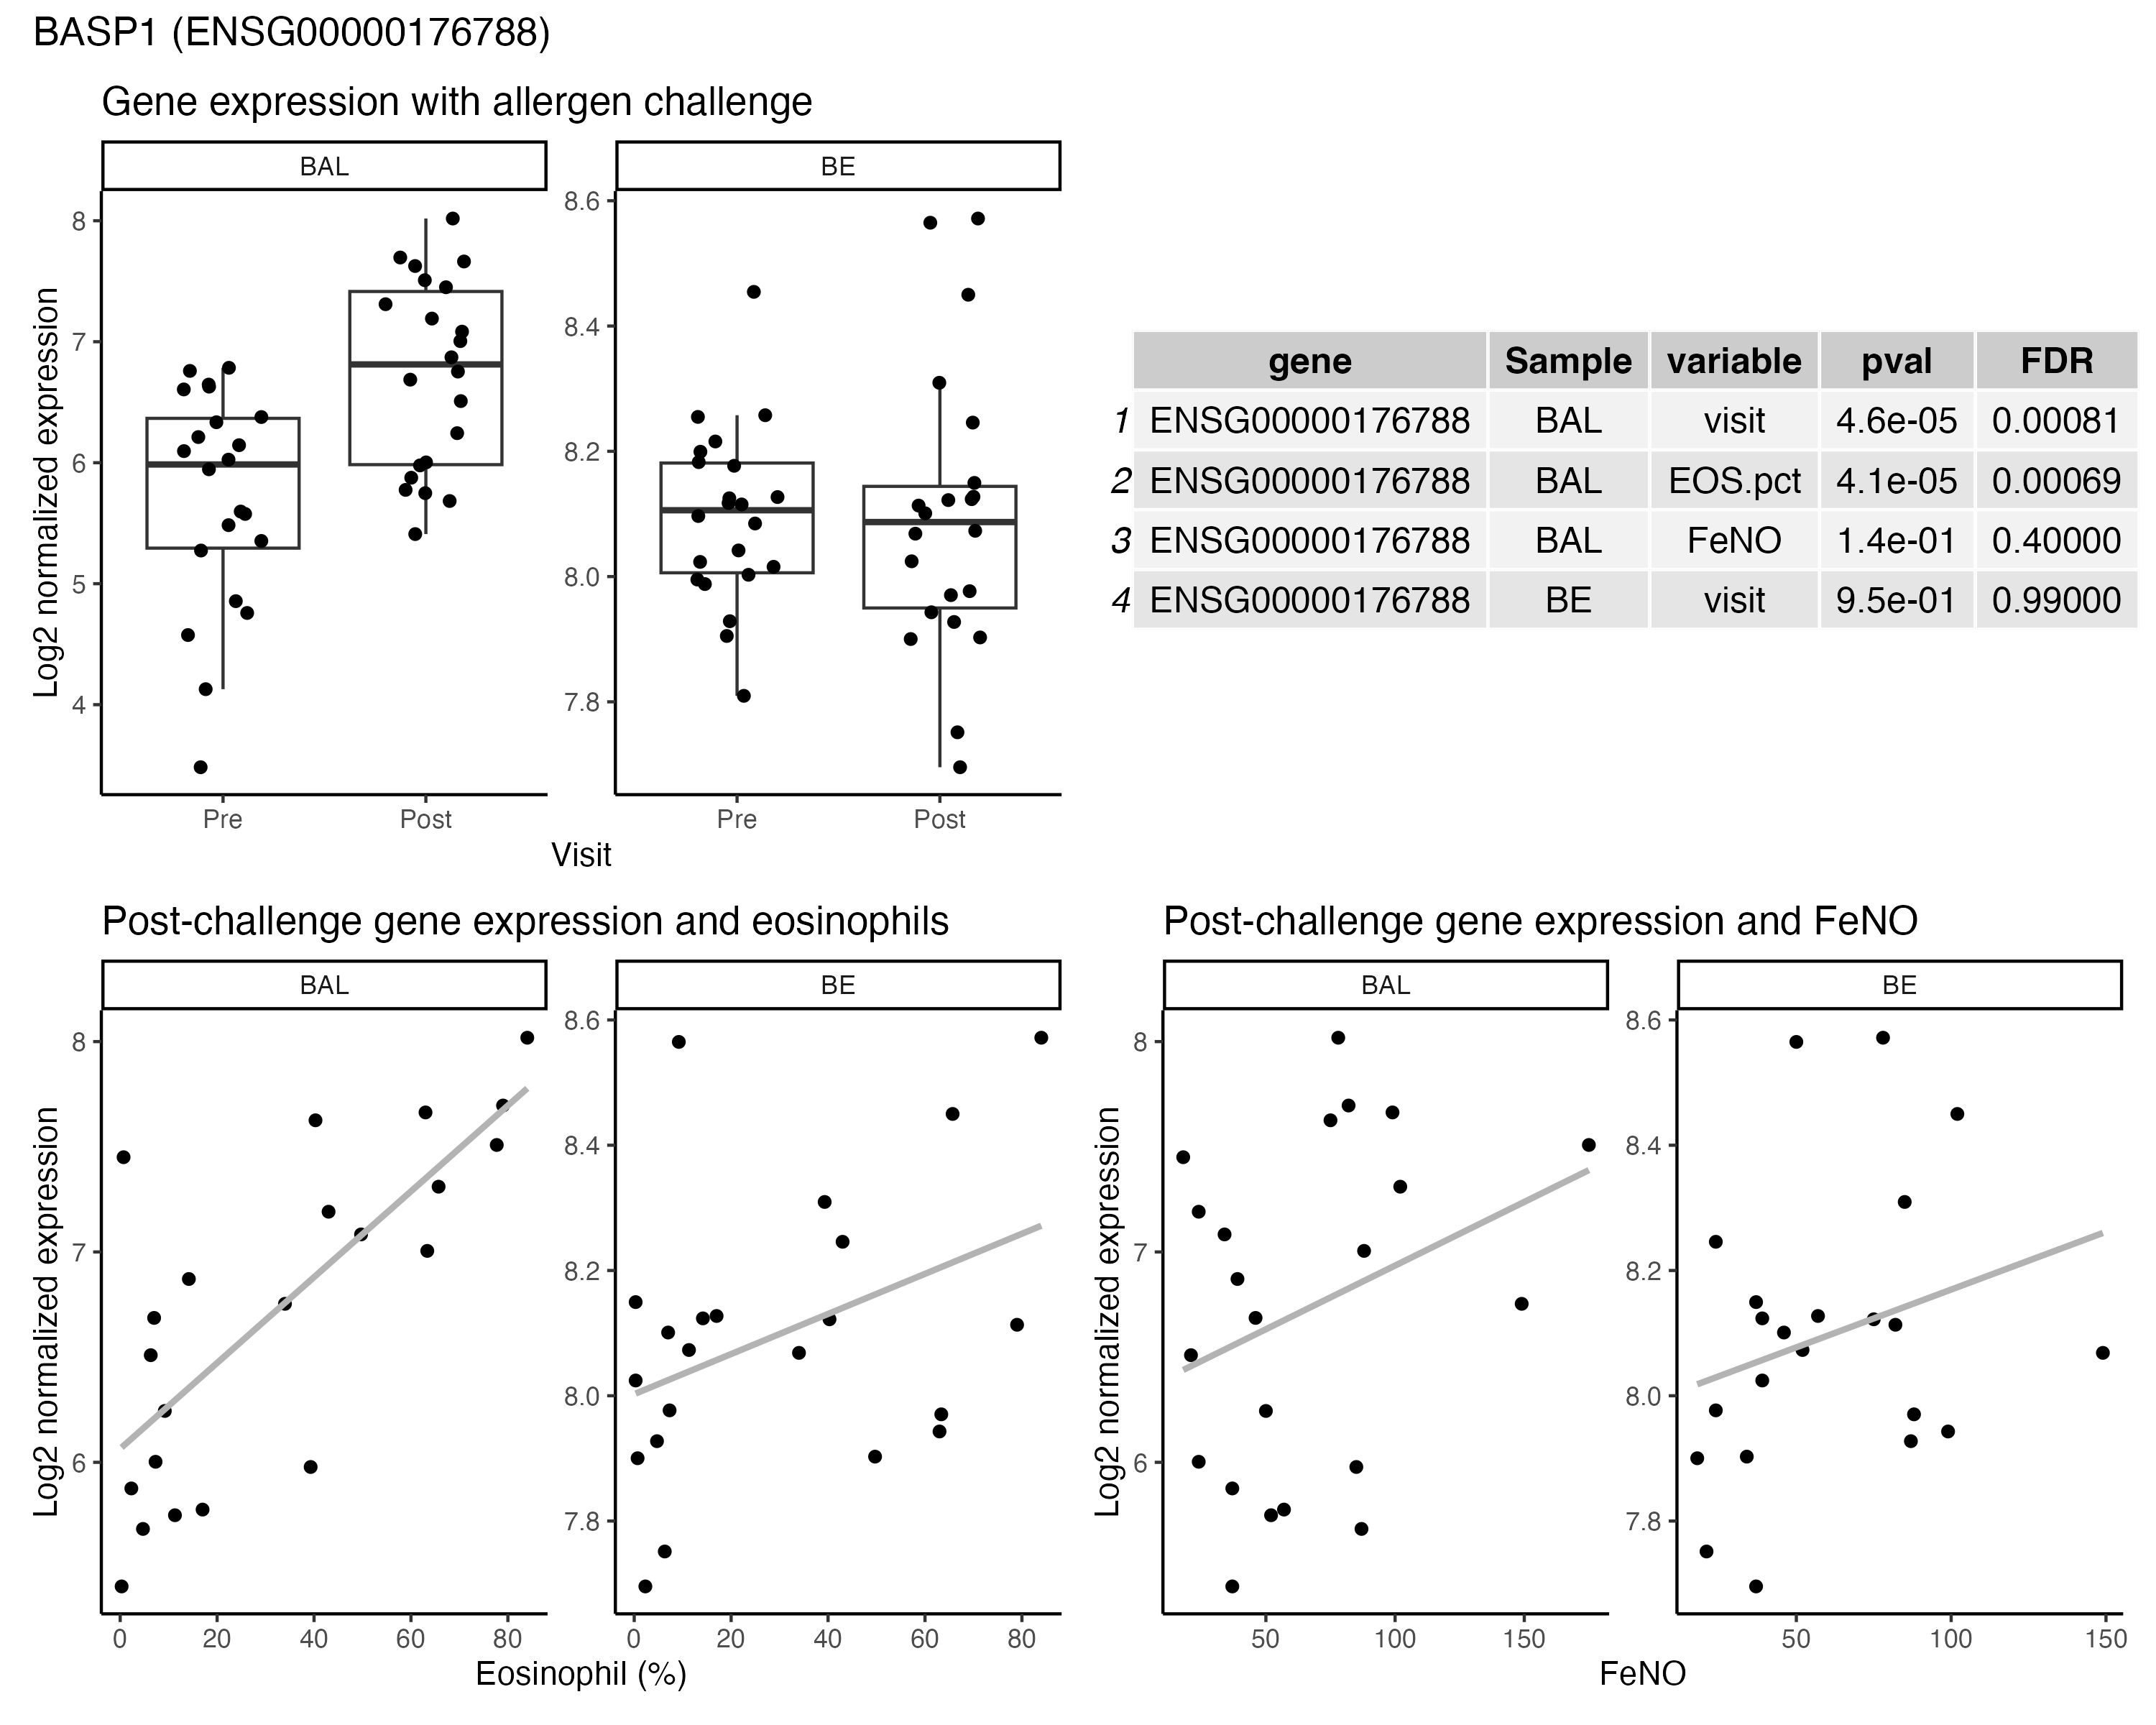 BASP1 (ENSG00000176788)
Gene expression with allergen challenge
BAL
BE
Log2 normalized expression
8
7
6
5
4
8.6
8.4
8.2
8.0
7.8
Pre
Post
Pre
Post
Visit
gene Sample variable pval FDR
1 ENSG00000176788 BAL visit 4.6e-05 0.00081
2 ENSG00000176788 BAL EOS.pct 4.1e-05 0.00069
3 ENSG00000176788 BAL FeNO 1.4e-01 0.40000
4 ENSG00000176788 BE visit 9.5e-01 0.99000
Post-challenge gene expression and eosinophils
BAL
BE
Log2 normalized expression
8
7
6
8.6
8.4
8.2
8.0
7.8
0 20 40 60 80
0 20 40 60 80
Eosinophil (%)
Post-challenge gene expression and FeNO
BAL
BE
Log2 normalized expression
8
7
6
8.6
8.4
8.2
8.0
7.8
50 100 150
50 100 150
FeNO